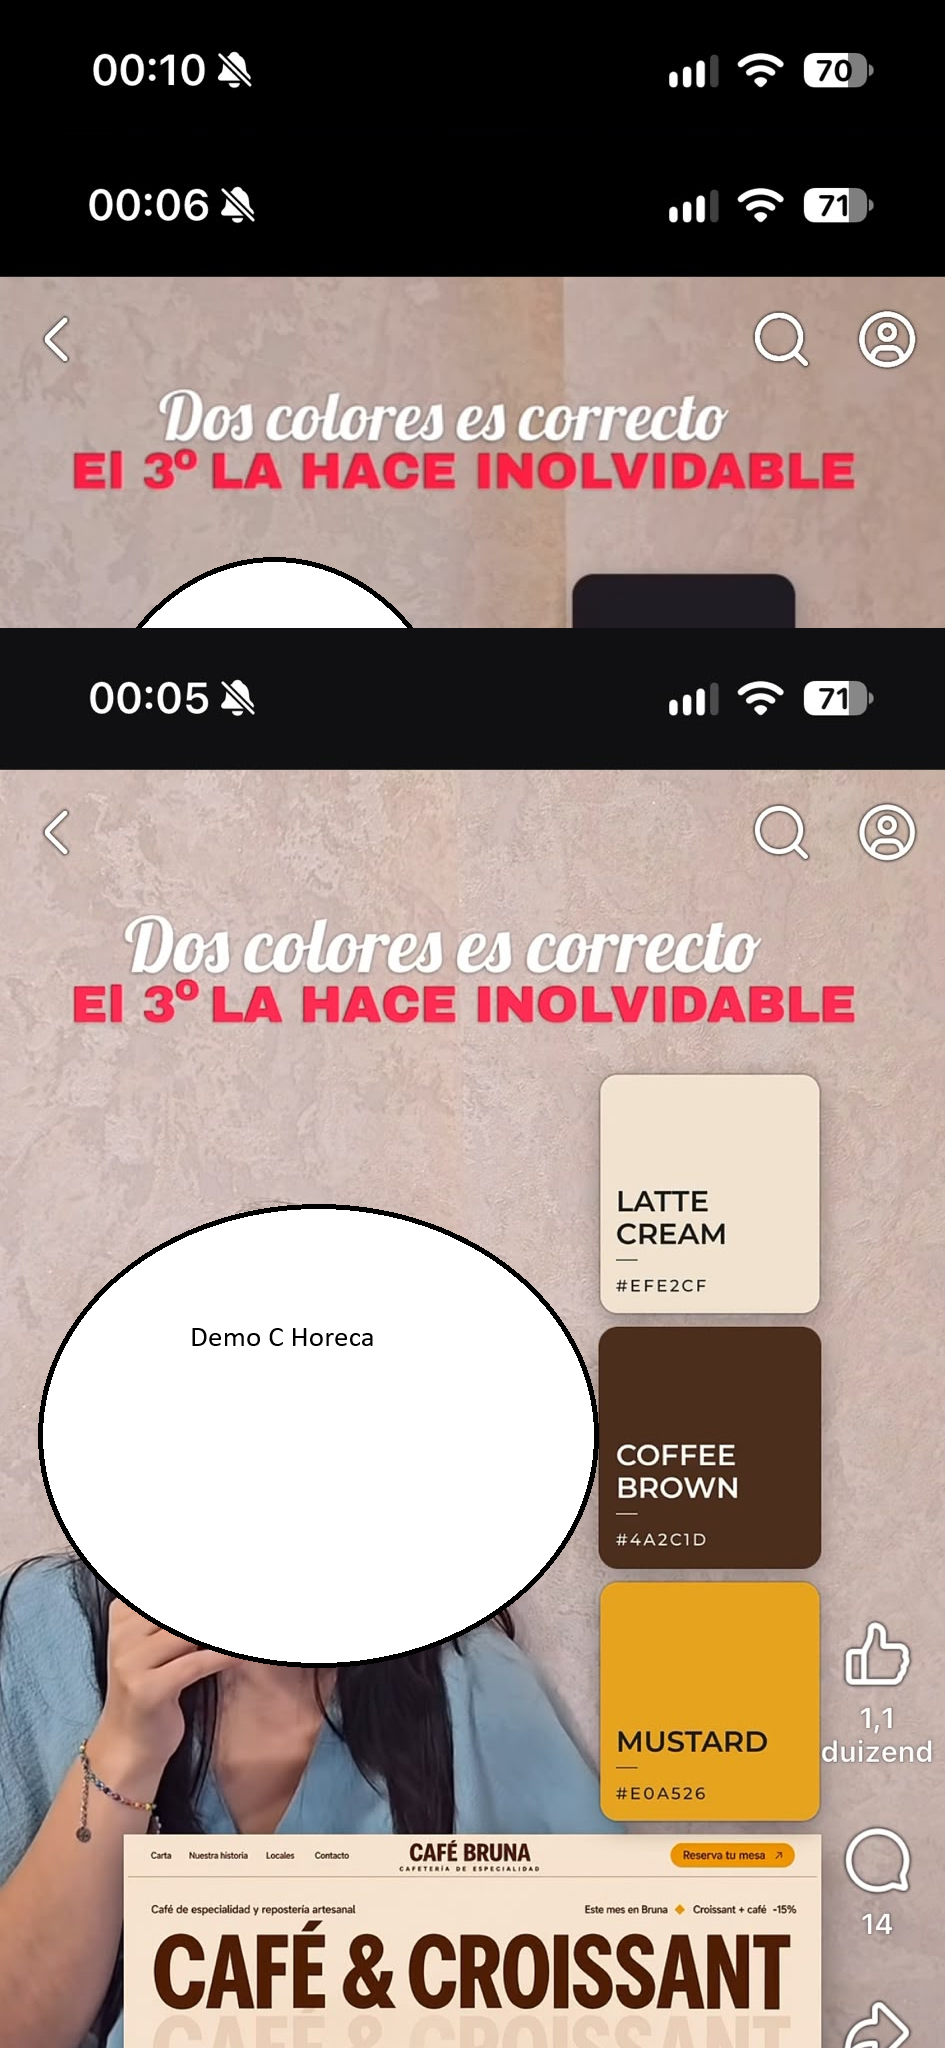 00:10
70
00:06
71
Dos colores es correcto
El 3º LA HACE INOLVIDABLE
00:05
71
Dos colores es correcto
El 3º LA HACE INOLVIDABLE
LATTE
CREAM
#EFE2CF
Demo C Horeca
COFFEE
BROWN
#4A2C1D
MUSTARD
#E0A526
1,1
duizend
Carta Nuestra historia Locales Contacto
CAFÉ BRUNA
CAFETERÍA DE ESPECIALIDAD
Reserva tu mesa
Café de especialidad y repostería artesanal
Este mes en Bruna Croissant + café -15%
14
CAFÉ & CROISSANT
CAFÉ & CROISSANT